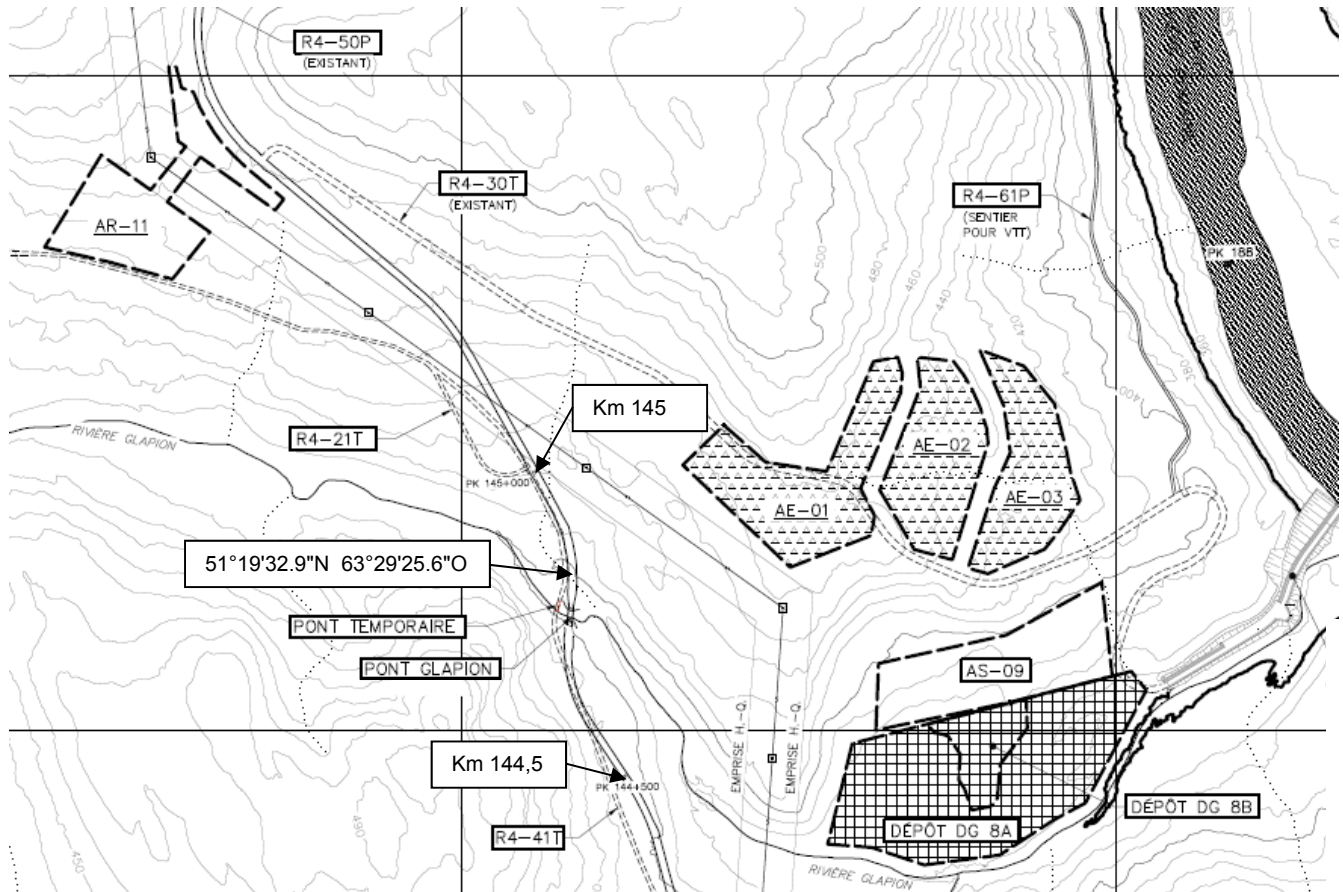 R4-50P
(EXISTANT)
R4-30T
(EXISTANT)
R4-61P
(SENTIER
POUR VTT)
PK 188
AR-11
500
480
460
440
420
400
380
RIVIÈRE GLAPION
R4-21T
Km 145
PK 145+000
AE-01
AE-02
AE-03
51°19'32.9"N 63°29'25.6"O
PONT TEMPORAIRE
PONT GLAPION
AS-09
EMPRISE H.-Q.
EMPRISE H.-Q.
Km 144,5
PK 144+500
R4-41T
DÉPÔT DG 8B
DÉPÔT DG 8A
RIVIÈRE GLAPION
490
450